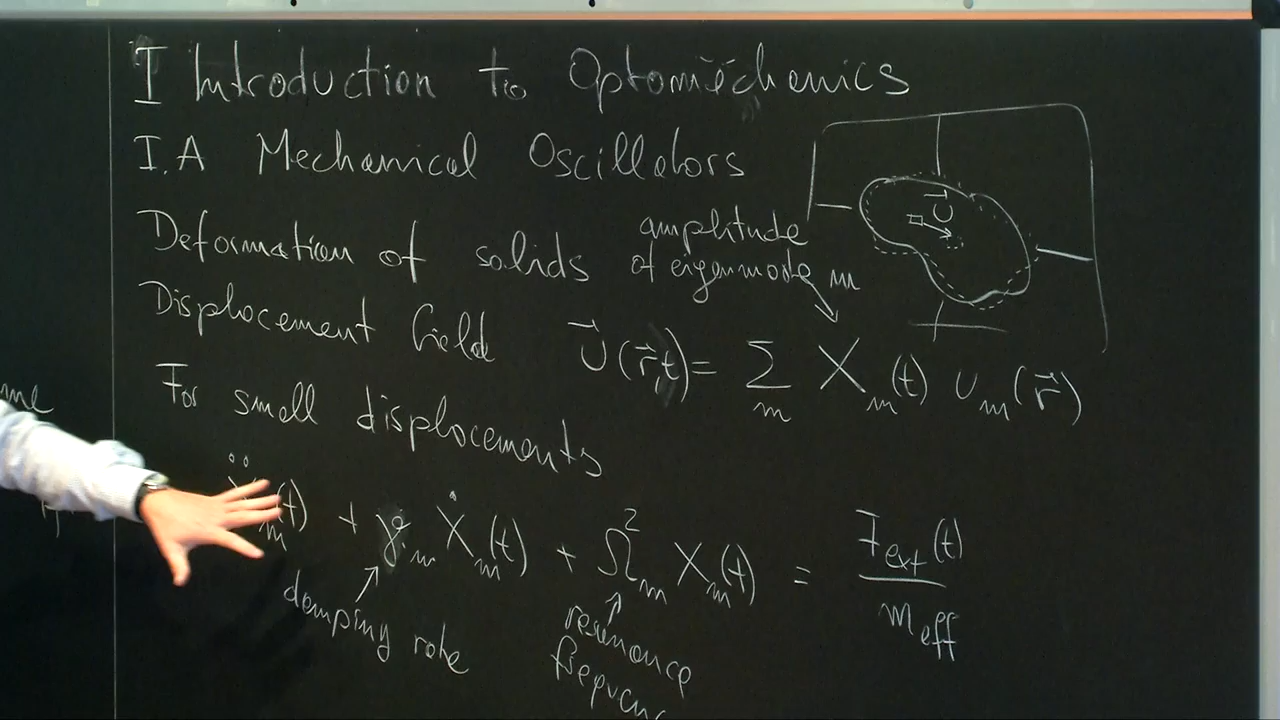 I Introduction to Optomechanics
I.A Mechanical Oscillators
Deformation of solids
amplitude
of eigenmode m
U⃗
Displacement field U⃗(r⃗,t) = Σ_m X_m(t) u_m(r⃗)
For small displacements
Ẍ_m(t) + γ_m Ẋ_m(t) + Ω_m² X_m(t) = F_ext(t) / m_eff
damping rate
resonance